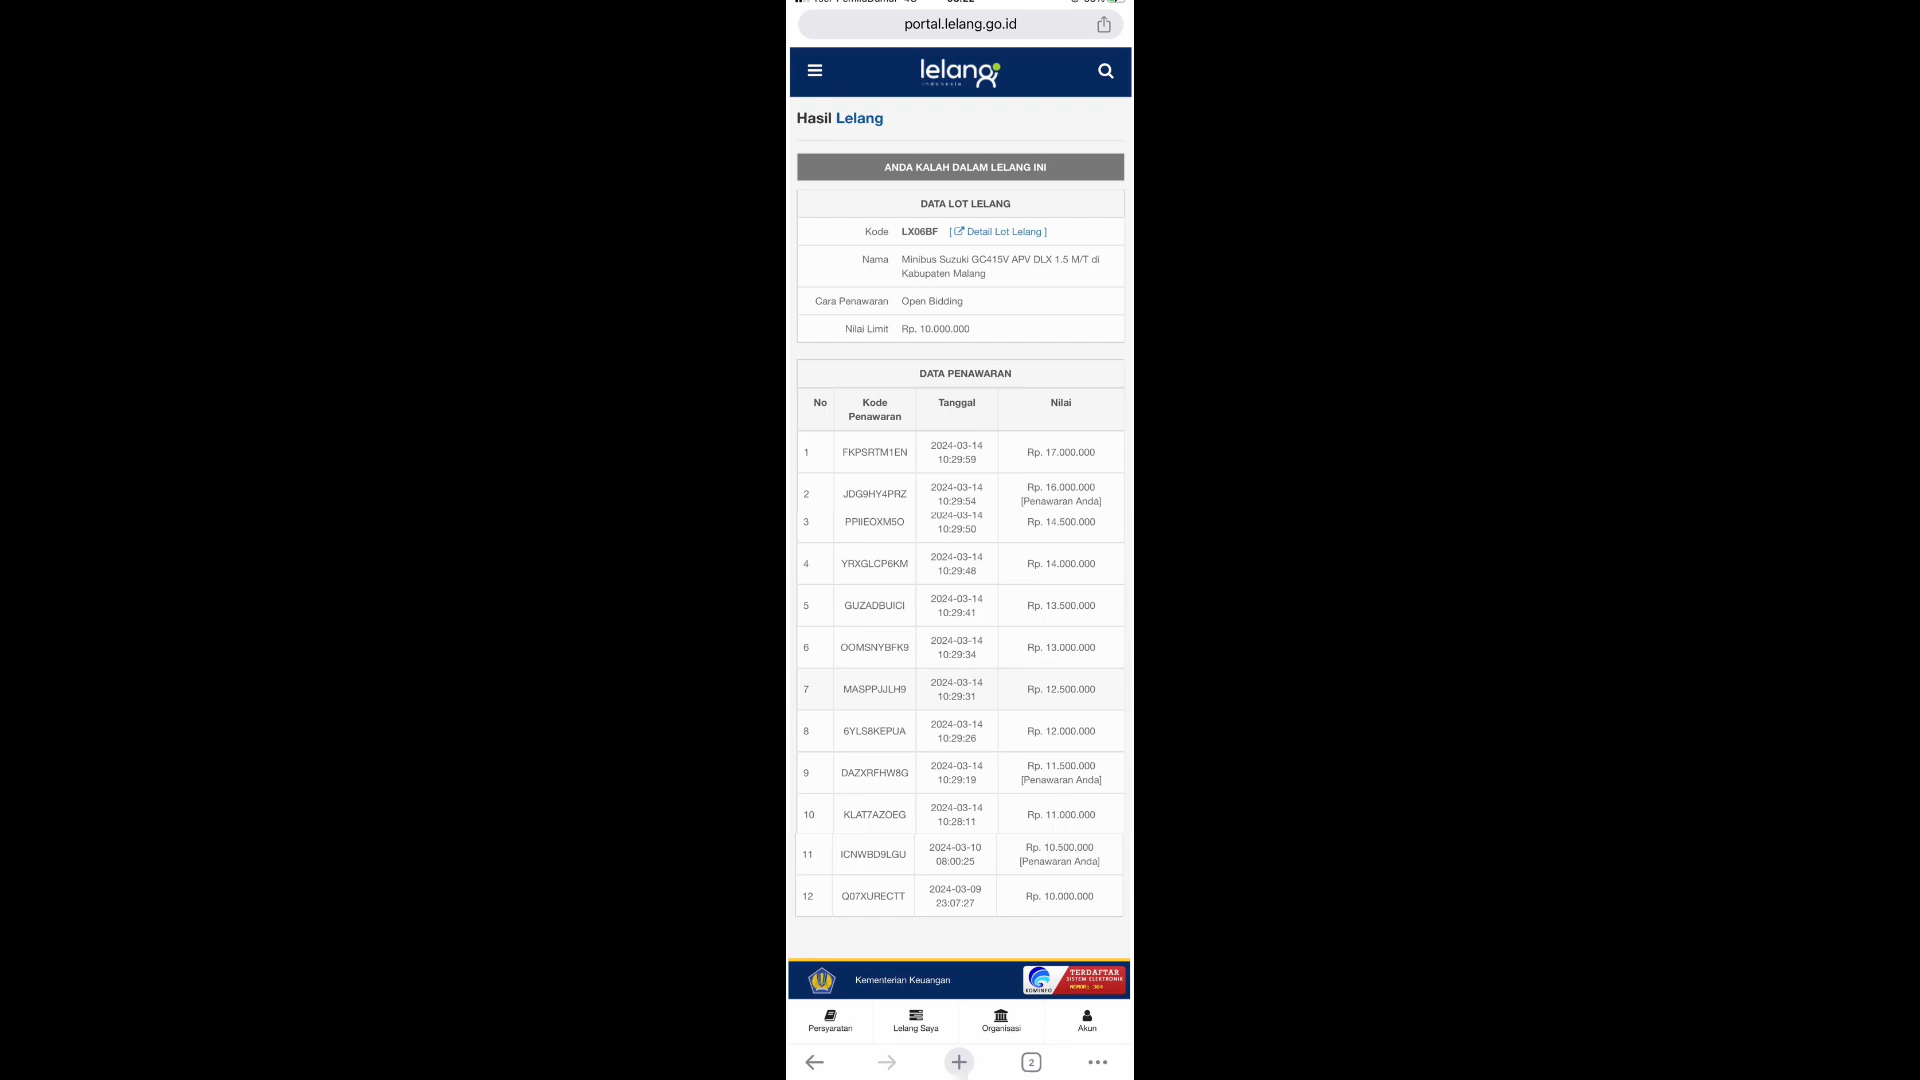 portal.lelang.go.id
lelang
indonesia
Hasil Lelang
ANDA KALAH DALAM LELANG INI
DATA LOT LELANG
Kode LX06BF [ Detail Lot Lelang ]
Nama Minibus Suzuki GC415V APV DLX 1.5 M/T di
Kabupaten Malang
Cara Penawaran Open Bidding
Nilai Limit Rp. 10.000.000
DATA PENAWARAN
No Kode Penawaran Tanggal Nilai
1 FKPSRTM1EN 2024-03-14 10:29:59 Rp. 17.000.000
2 JDG9HY4PRZ 2024-03-14 10:29:54 Rp. 16.000.000 [Penawaran Anda]
3 PPIIEOXM5O 2024-03-14 10:29:50 Rp. 14.500.000
4 YRXGLCP6KM 2024-03-14 10:29:48 Rp. 14.000.000
5 GUZADBUICI 2024-03-14 10:29:41 Rp. 13.500.000
6 OOMSNYBFK9 2024-03-14 10:29:34 Rp. 13.000.000
7 MASPPJJLH9 2024-03-14 10:29:31 Rp. 12.500.000
8 6YLS8KEPUA 2024-03-14 10:29:26 Rp. 12.000.000
9 DAZXRFHW8G 2024-03-14 10:29:19 Rp. 11.500.000 [Penawaran Anda]
10 KLAT7AZOEG 2024-03-14 10:28:11 Rp. 11.000.000
11 ICNWBD9LGU 2024-03-10 08:00:25 Rp. 10.500.000 [Penawaran Anda]
12 Q07XURECTT 2024-03-09 23:07:27 Rp. 10.000.000
Kementerian Keuangan
KOMINFO
TERDAFTAR
SISTEM ELEKTRONIK
NOMOR: 364
Persyaratan Lelang Saya Organisasi Akun
2